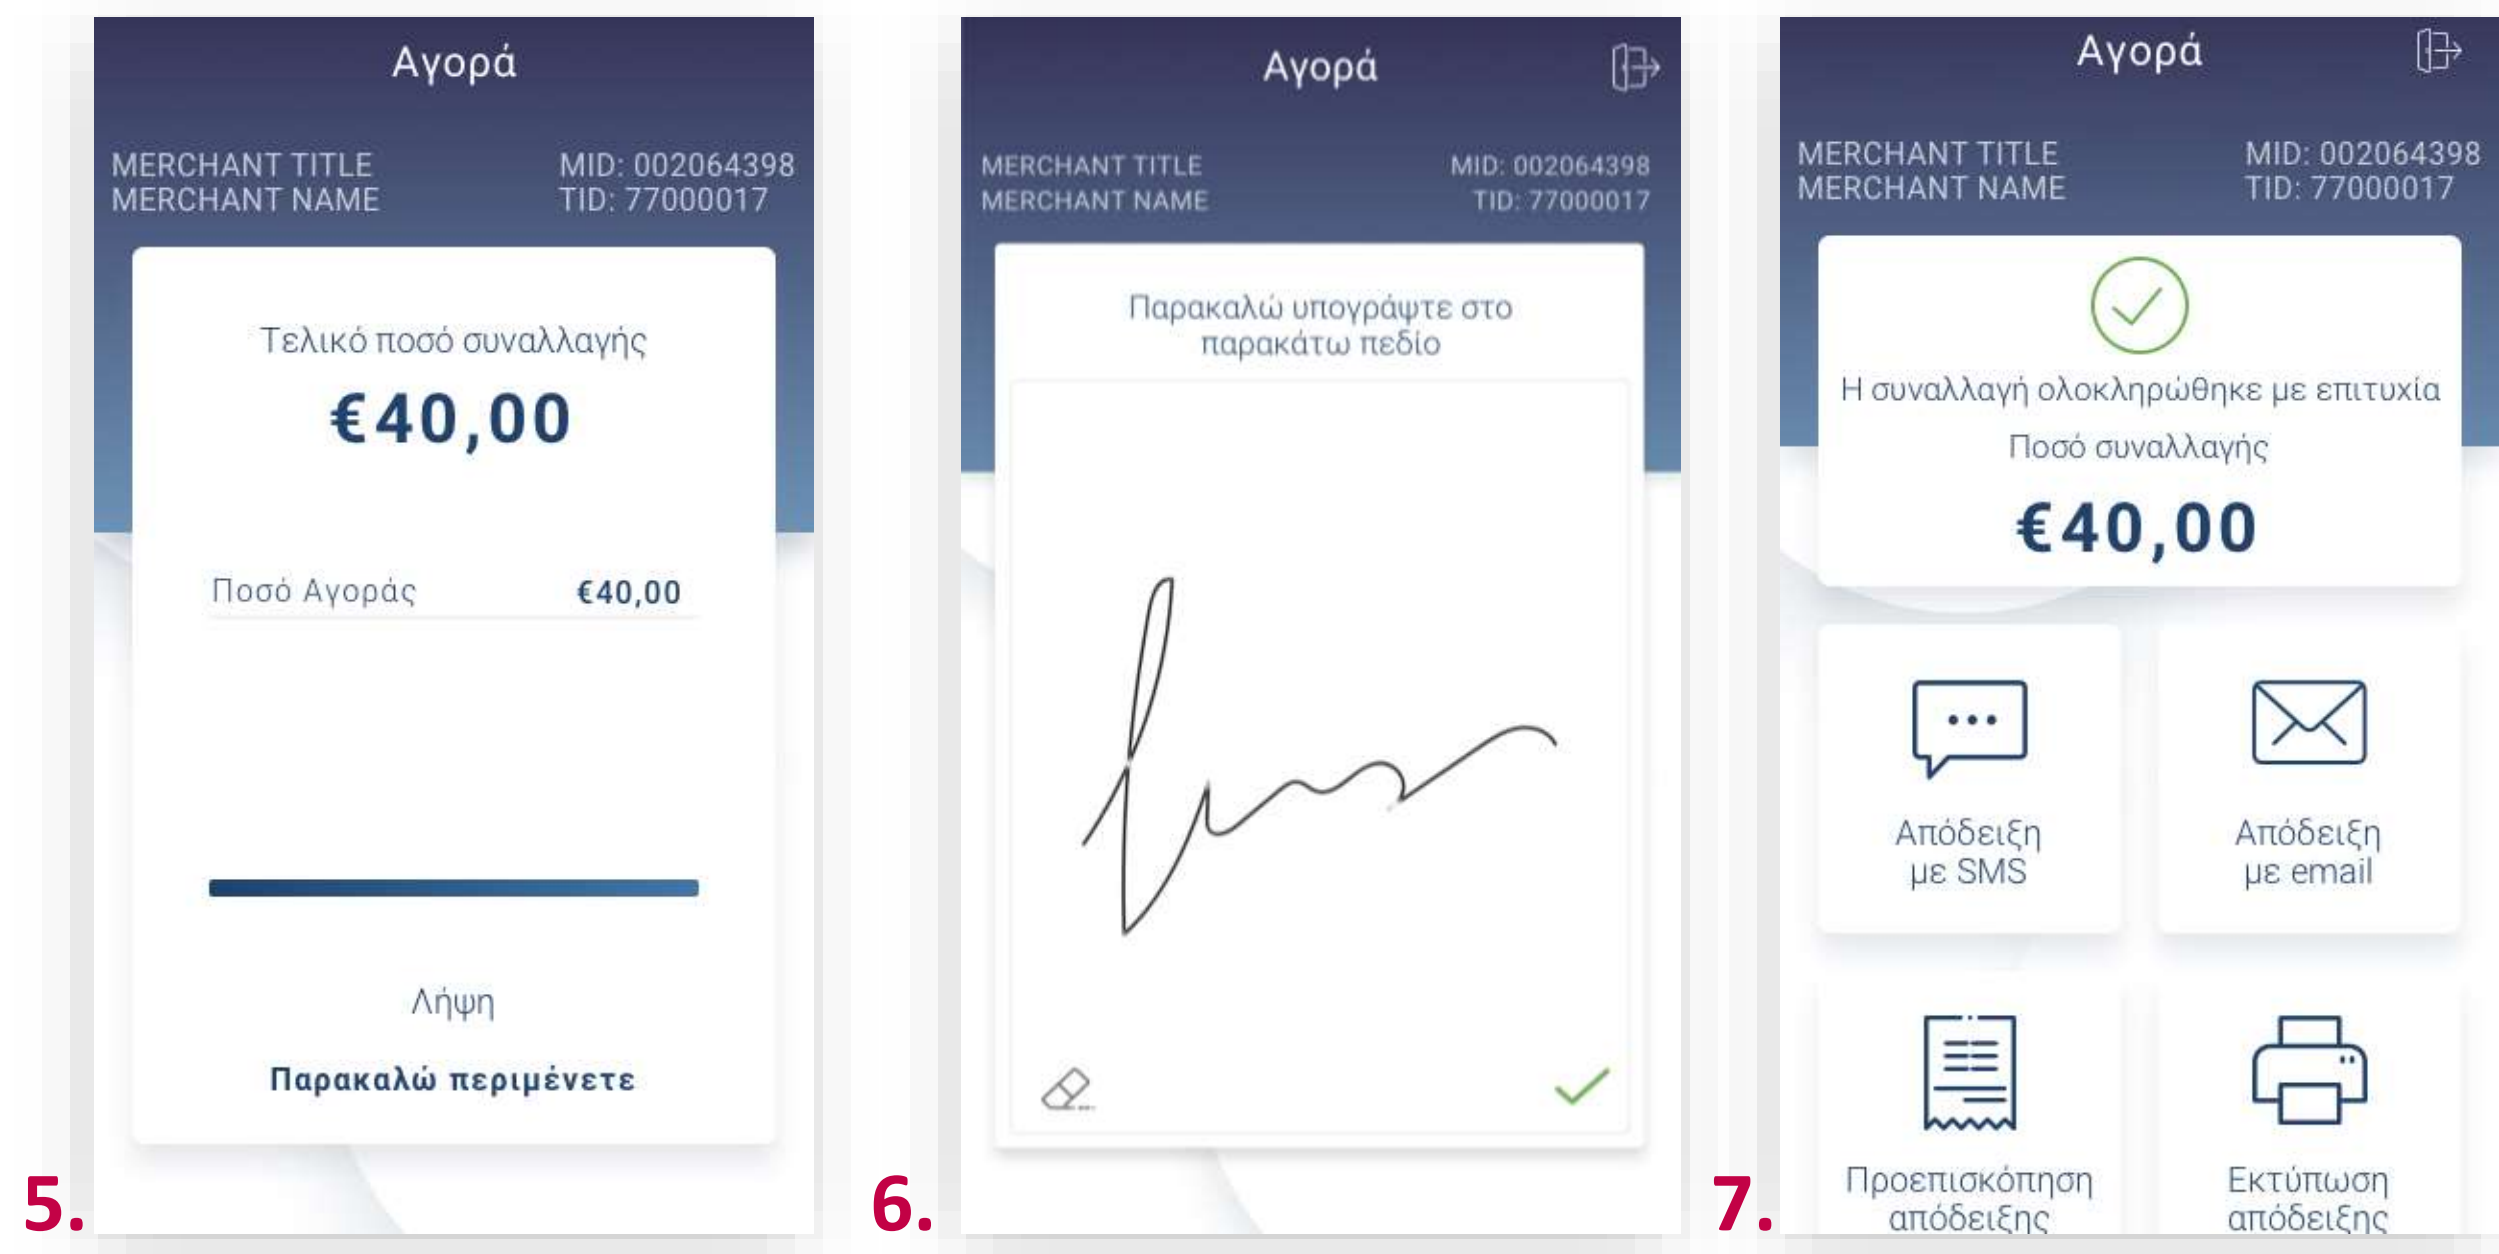 Αγορά
MERCHANT TITLE MID: 002064398
MERCHANT NAME TID: 77000017
Τελικό ποσό συναλλαγής
€40,00
Ποσό Αγοράς €40,00
Λήψη
Παρακαλώ περιμένετε
5.
Αγορά
MERCHANT TITLE MID: 002064398
MERCHANT NAME TID: 77000017
Παρακαλώ υπογράψτε στο
παρακάτω πεδίο
6.
Αγορά
MERCHANT TITLE MID: 002064398
MERCHANT NAME TID: 77000017
Η συναλλαγή ολοκληρώθηκε με επιτυχία
Ποσό συναλλαγής
€40,00
Απόδειξη
με SMS
Απόδειξη
με email
Προεπισκόπηση
απόδειξης
Εκτύπωση
απόδειξης
7.